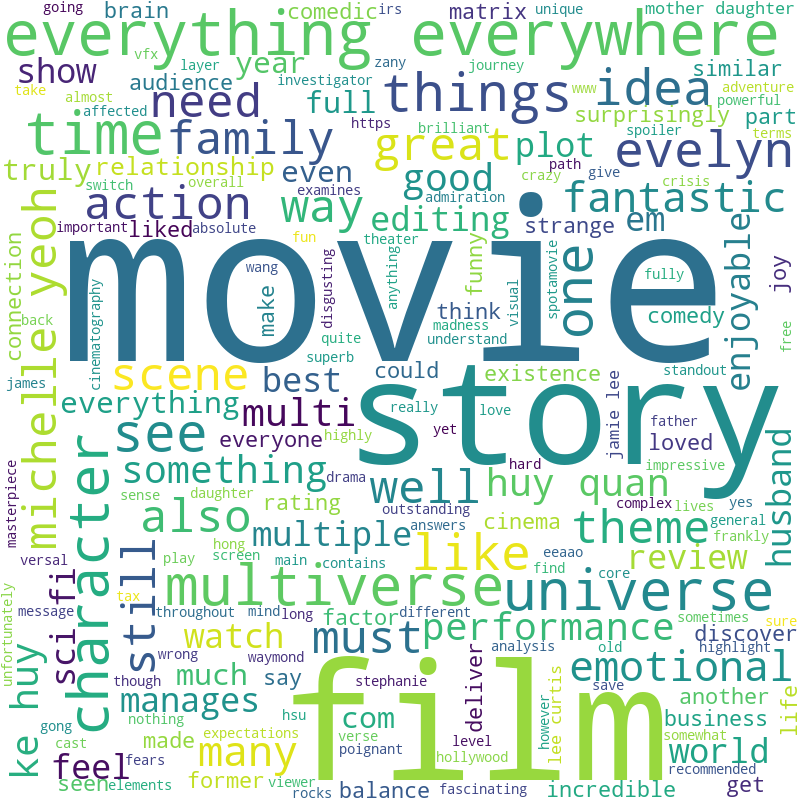 going
brain
comedic
irs
matrix
unique
mother daughter
everything
everywhere
vfx
layer
zany
journey
show
year
audience
investigator
things
idea
similar
take
almost
need
full
www
adventure
affected
https
brilliant
surprisingly
powerful
time
family
great
plot
spoiler
part
terms
truly
relationship
even
path
evelyn
switch
overall
examines
good
crazy
give
crisis
action
way
admiration
fantastic
important
liked
absolute
editing
strange
em
fun
theater
yeoh
connection
wang
disgusting
anything
funny
movie
one
fully
enjoyable
joy
cinematography
make
visual
spotamovie
back
quite
madness
think
comedy
free
understand
superb
scene
best
could
existence
standout
james
michelle
everything
multi
really
love
story
jamie lee
father
see
everyone
highly
yet
hard
loved
masterpiece
character
something
drama
well
impressive
husband
sense
daughter
rating
huy quan
complex
lives
yes
also
outstanding
theme
general
versal
still
hong
multiple
answers
cinema
frankly
play
screen
main
contains
like
eeaao
review
sci fi
multiverse
find
core
universe
unfortunately
message
tax
throughout
mind
long
factor
different
performance
sometimes
sure
watch
must
discover
ke huy
wrong
waymond
analysis
old
highlight
though
much
say
stephanie
deliver
emotional
manages
film
save
another
life
nothing
hsu
com
level
however
lee curtis
business
gong
made
many
expectations
verse
somewhat
cast
fears
poignant
hollywood
world
recommended
feel
former
viewer
seen
elements
rocks
balance
fascinating
incredible
get